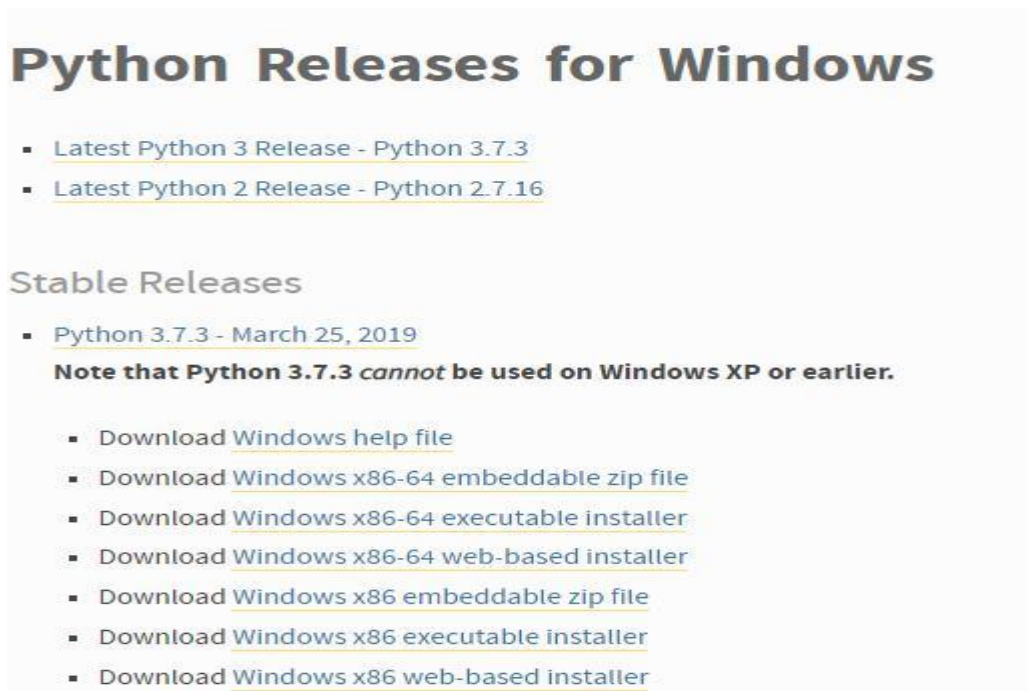 Python Releases for Windows
Latest Python 3 Release - Python 3.7.3
Latest Python 2 Release - Python 2.7.16
Stable Releases
Python 3.7.3 - March 25, 2019
Note that Python 3.7.3 cannot be used on Windows XP or earlier.
Download Windows help file
Download Windows x86-64 embeddable zip file
Download Windows x86-64 executable installer
Download Windows x86-64 web-based installer
Download Windows x86 embeddable zip file
Download Windows x86 executable installer
Download Windows x86 web-based installer